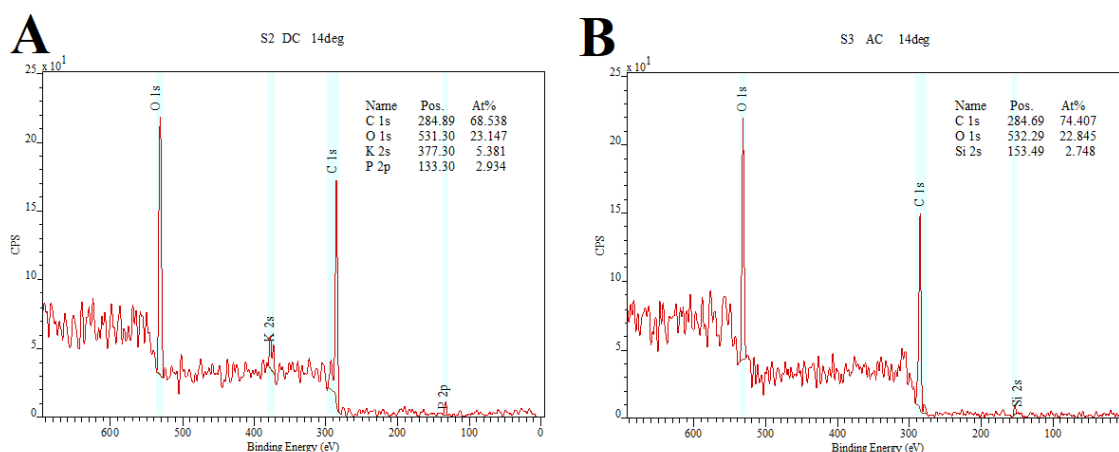 A
S2 DC 14deg
x 10^1
25
20
15
10
5
0
CPS
O 1s
K 2s
C 1s
P 2p
Name Pos. At%
C 1s 284.89 68.538
O 1s 531.30 23.147
K 2s 377.30 5.381
P 2p 133.30 2.934
600 500 400 300 200 100 0
Binding Energy (eV)
B
S3 AC 14deg
x 10^1
25
20
15
10
5
0
CPS
O 1s
C 1s
Si 2s
Name Pos. At%
C 1s 284.69 74.407
O 1s 532.29 22.845
Si 2s 153.49 2.748
600 500 400 300 200 100
Binding Energy (eV)